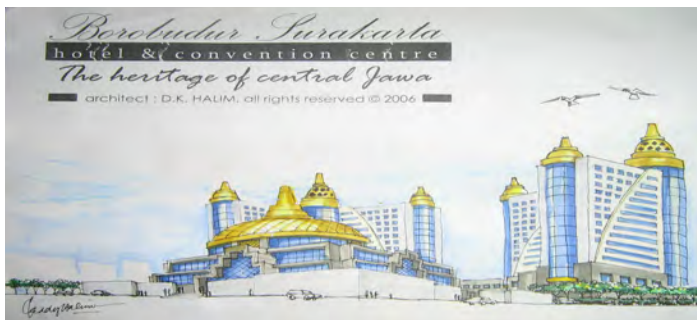 Borobudur Surakarta
hotel & convention centre
The heritage of central Jawa
architect : D.K. HALIM, all rights reserved © 2006